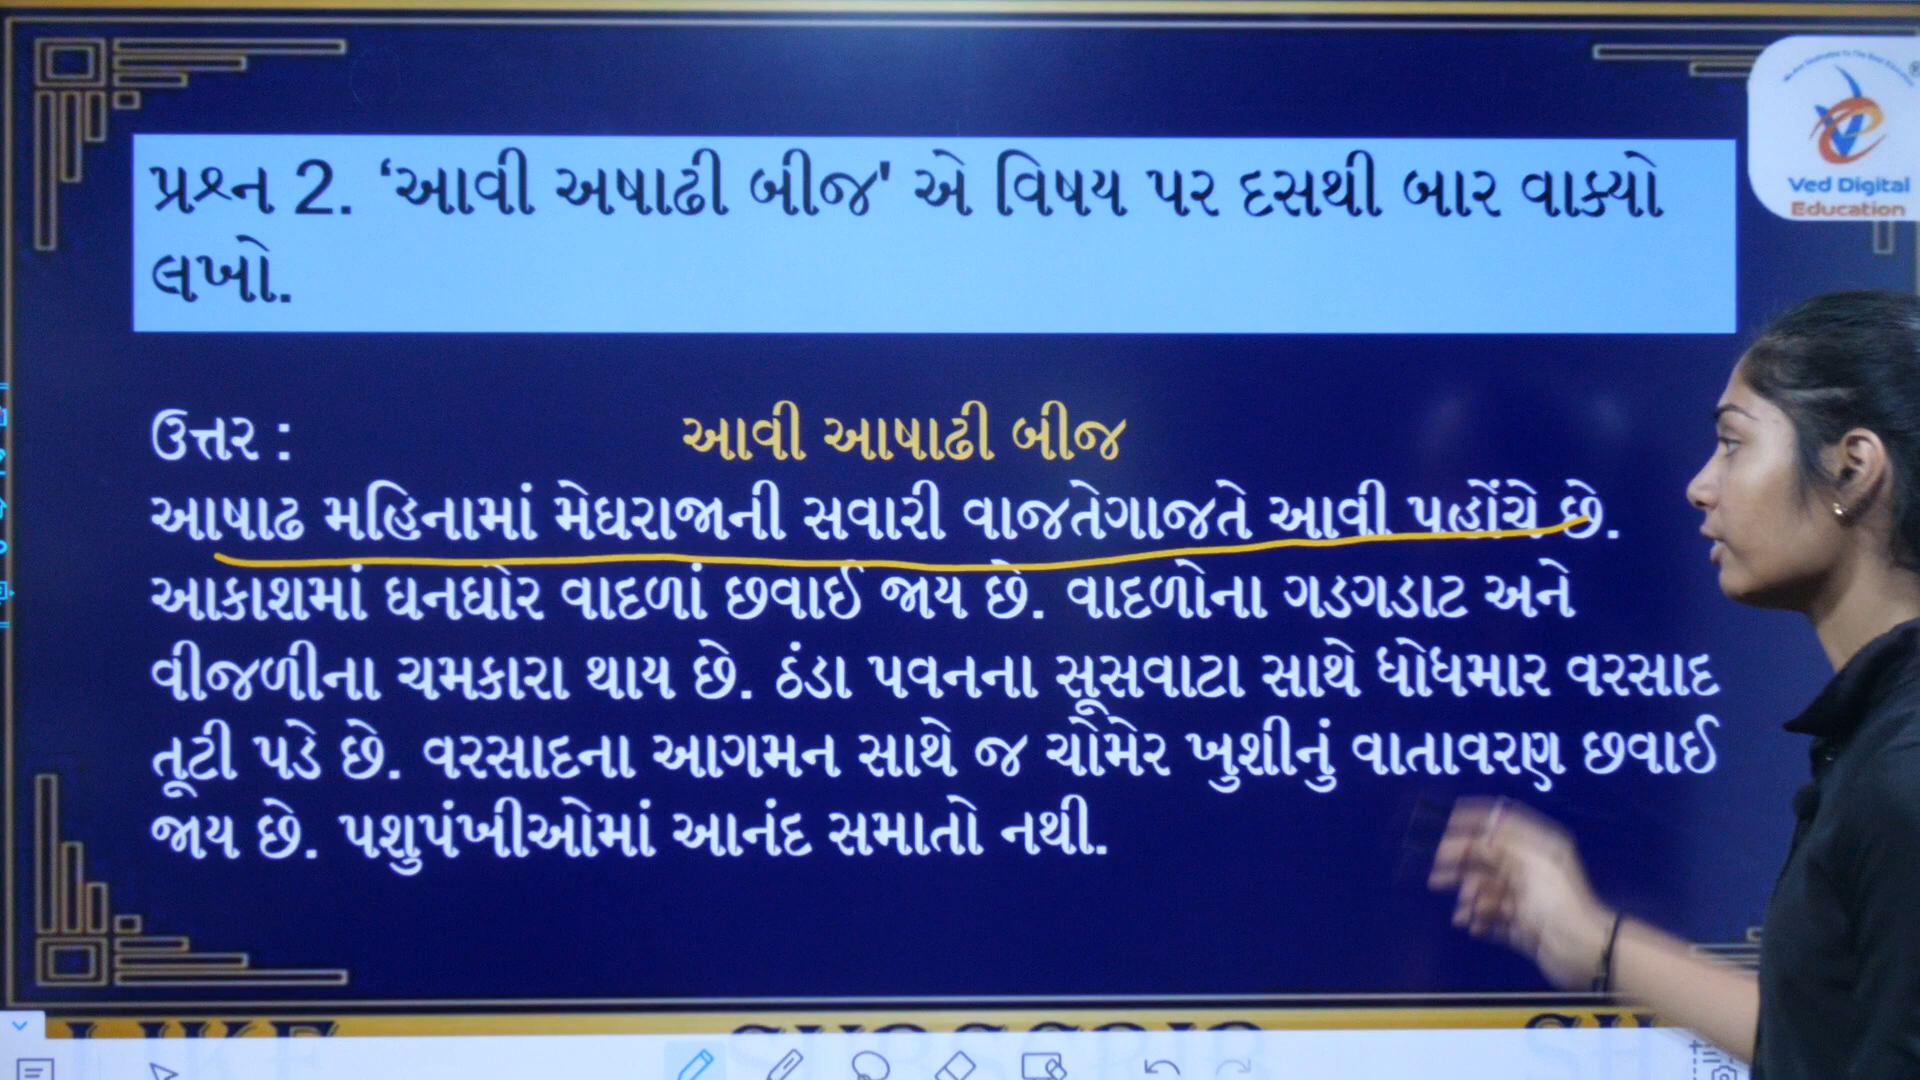 પ્રશ્ન 2. ‘આવી અષાઢી બીજ' એ વિષય પર દસથી બાર વાક્યો
લખો.
Ved Digital
Education
ઉત્તર :
આવી આષાઢી બીજ
આષાઢ મહિનામાં મેઘરાજાની સવારી વાજતેગાજતે આવી પહોંચે છે.
આકાશમાં ઘનઘોર વાદળાં છવાઈ જાય છે. વાદળોના ગડગડાટ અને
વીજળીના ચમકારા થાય છે. ઠંડા પવનના સૂસવાટા સાથે ધોધમાર વરસાદ
તૂટી પડે છે. વરસાદના આગમન સાથે જ ચોમેર ખુશીનું વાતાવરણ છવાઈ
જાય છે. પશુપંખીઓમાં આનંદ સમાતો નથી.
LIKE